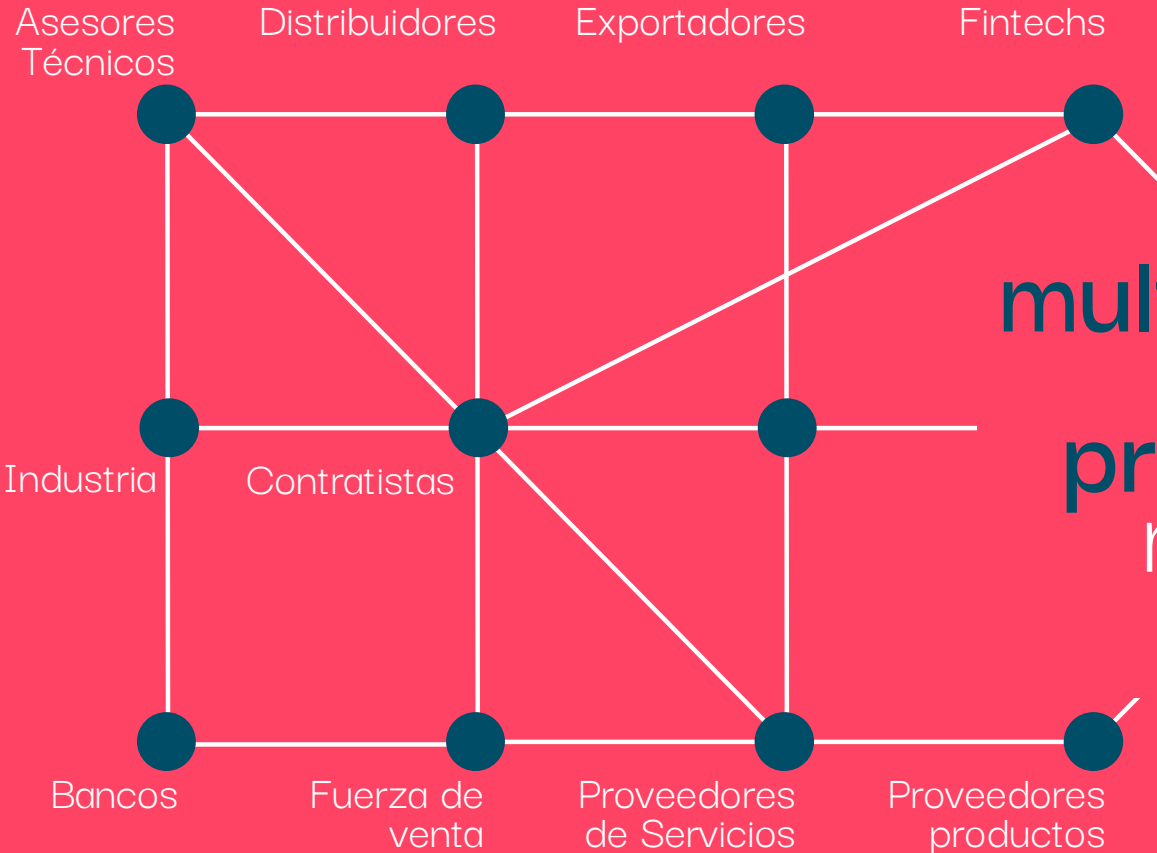 Asesores
Técnicos
Distribuidores
Exportadores
Fintechs
Industria
Contratistas
Bancos
Fuerza de
venta
Proveedores
de Servicios
Proveedores
productos